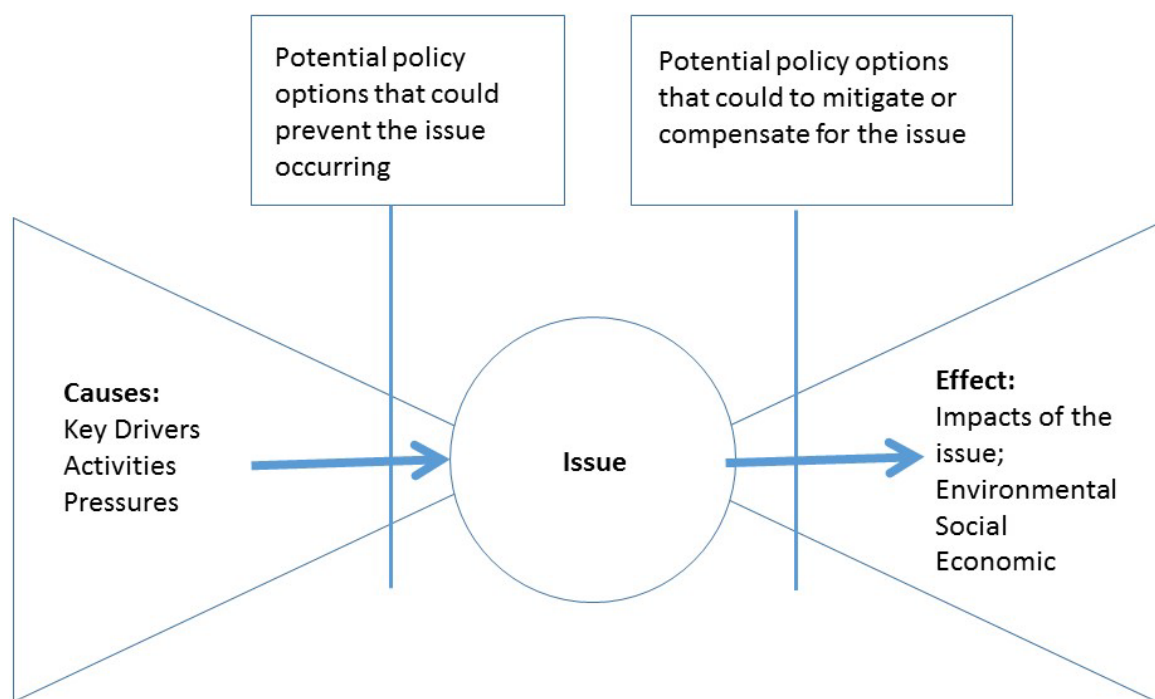 Potential policy
options that could
prevent the issue
occurring
Potential policy options
that could to mitigate or
compensate for the issue
Causes:
Key Drivers
Activities
Pressures
Issue
Effect:
Impacts of the
issue;
Environmental
Social
Economic